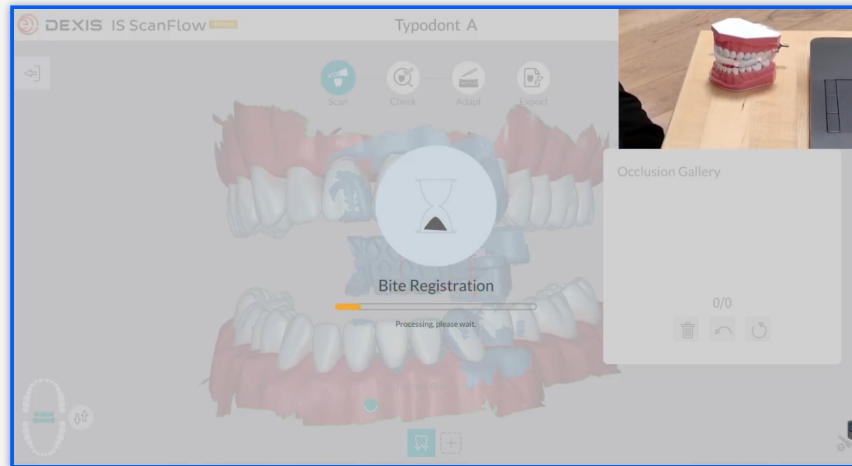 DEXIS IS ScanFlow
Typodont A
Scan
Check
Adapt
Export
Occlusion Gallery
0/0
Bite Registration
Processing, please wait.